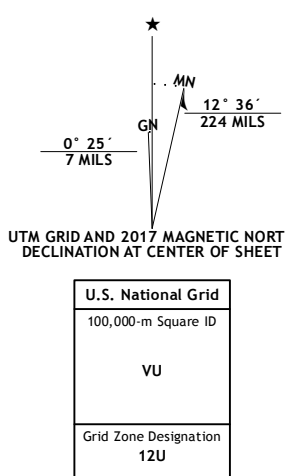 ★
MN
12° 36´
224 MILS
GN
0° 25´
7 MILS
UTM GRID AND 2017 MAGNETIC NORT
DECLINATION AT CENTER OF SHEET
U.S. National Grid
100,000-m Square ID
VU
Grid Zone Designation
12U